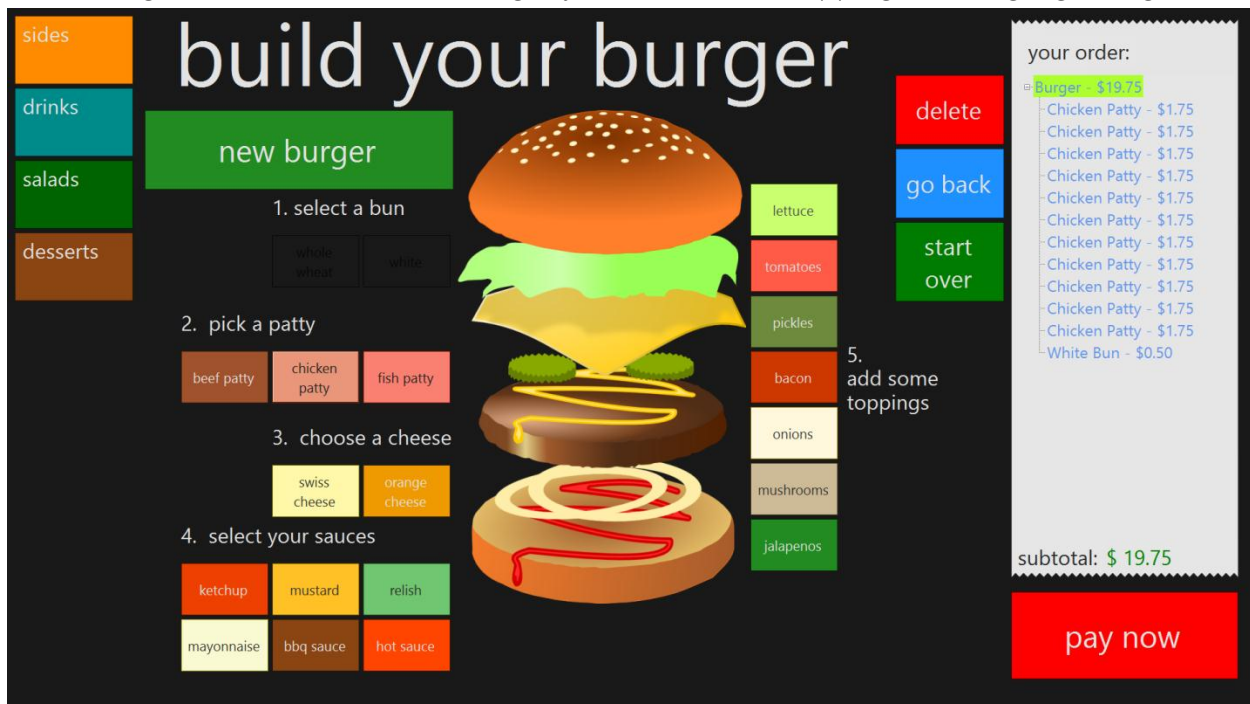 sides
drinks
salads
desserts
build your burger
new burger
1. select a bun
whole
wheat
white
2. pick a patty
beef patty
chicken
patty
fish patty
3. choose a cheese
swiss
cheese
orange
cheese
4. select your sauces
ketchup
mustard
relish
mayonnaise
bbq sauce
hot sauce
lettuce
tomatoes
pickles
bacon
onions
mushrooms
jalapenos
5.
add some
toppings
delete
go back
start
over
your order:
Burger - $19.75
Chicken Patty - $1.75
Chicken Patty - $1.75
Chicken Patty - $1.75
Chicken Patty - $1.75
Chicken Patty - $1.75
Chicken Patty - $1.75
Chicken Patty - $1.75
Chicken Patty - $1.75
Chicken Patty - $1.75
Chicken Patty - $1.75
Chicken Patty - $1.75
White Bun - $0.50
subtotal: $ 19.75
pay now